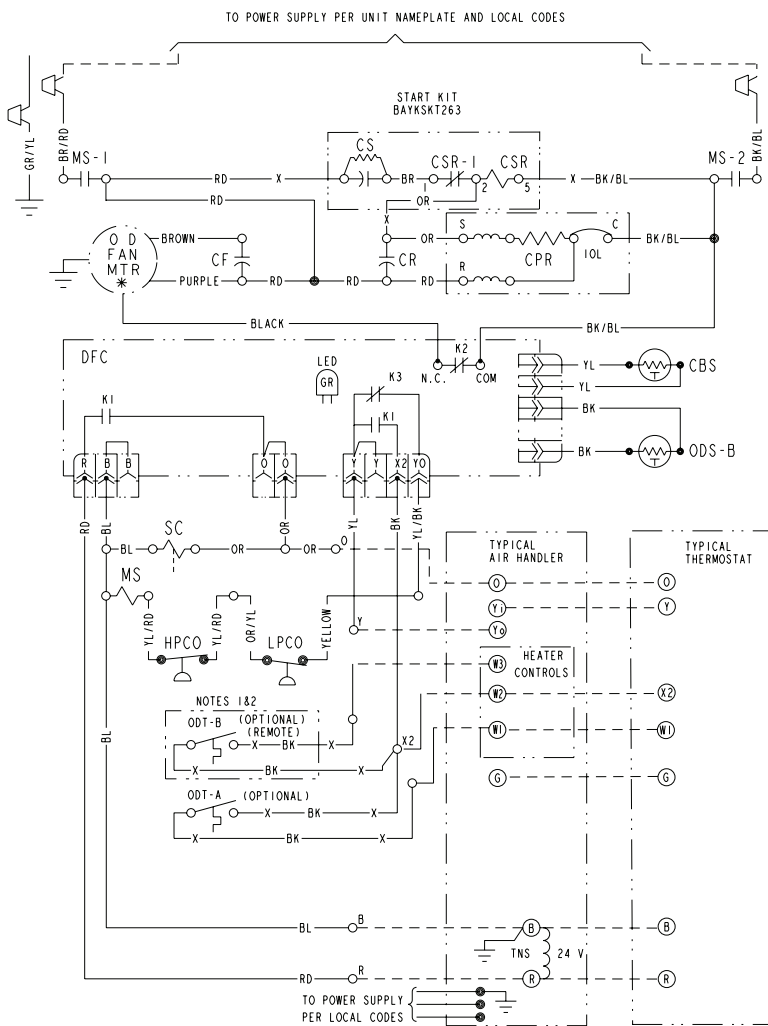 TO POWER SUPPLY PER UNIT NAMEPLATE AND LOCAL CODES
START KIT
BAYKSKT263
GR/YL
BR/RD
BK/BL
MS-1
CS
CSR-1
CSR
MS-2
RD
X
BR
1
2
5
X
BK/BL
RD
OR
X
O D
FAN
MTR
*
BROWN
CF
PURPLE
RD
RD
CR
OR
RD
S
R
CPR
C
IOL
BK/BL
BLACK
BK/BL
DFC
LED
GR
K2
N.C.
COM
K3
K1
K1
YL
YL
CBS
BK
BK
ODS-B
T
T
R
B
B
O
O
Y
Y
X2
YO
RD
BL
OR
YL
BK
YL/BK
BL
SC
OR
OR
O
MS
YL/RD
HPCO
YL/RD
OR/YL
LPCO
YELLOW
Y
TYPICAL
AIR HANDLER
TYPICAL
THERMOSTAT
O
O
Yi
Y
Yo
W3
HEATER
CONTROLS
W2
X2
W1
W1
G
G
NOTES 1&2
ODT-B
(OPTIONAL)
(REMOTE)
X
BK
X
X
BK
X
X2
BL
ODT-A
(OPTIONAL)
X
BK
X
X
BK
X
BL
B
B
B
TNS
24 V
RD
R
R
R
TO POWER SUPPLY
PER LOCAL CODES